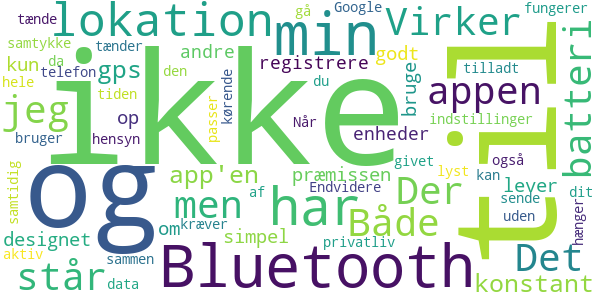 tænde lokation min gå Google Virker fungerer
samtykke tænder andre godt tilladt
kun da gps registrere bruge batteri
hele telefon den du appen
jeg tiden ikke til
bruger op passer kørende Når enheder indstillinger
hensyn
samtidig og app'en præmissen givet lyst kan også
af Endvidere Der lever dit
men har Både sende
designet om kræver simpel privatliv Det uden hænger
aktiv står sammen Bluetooth konstant
data